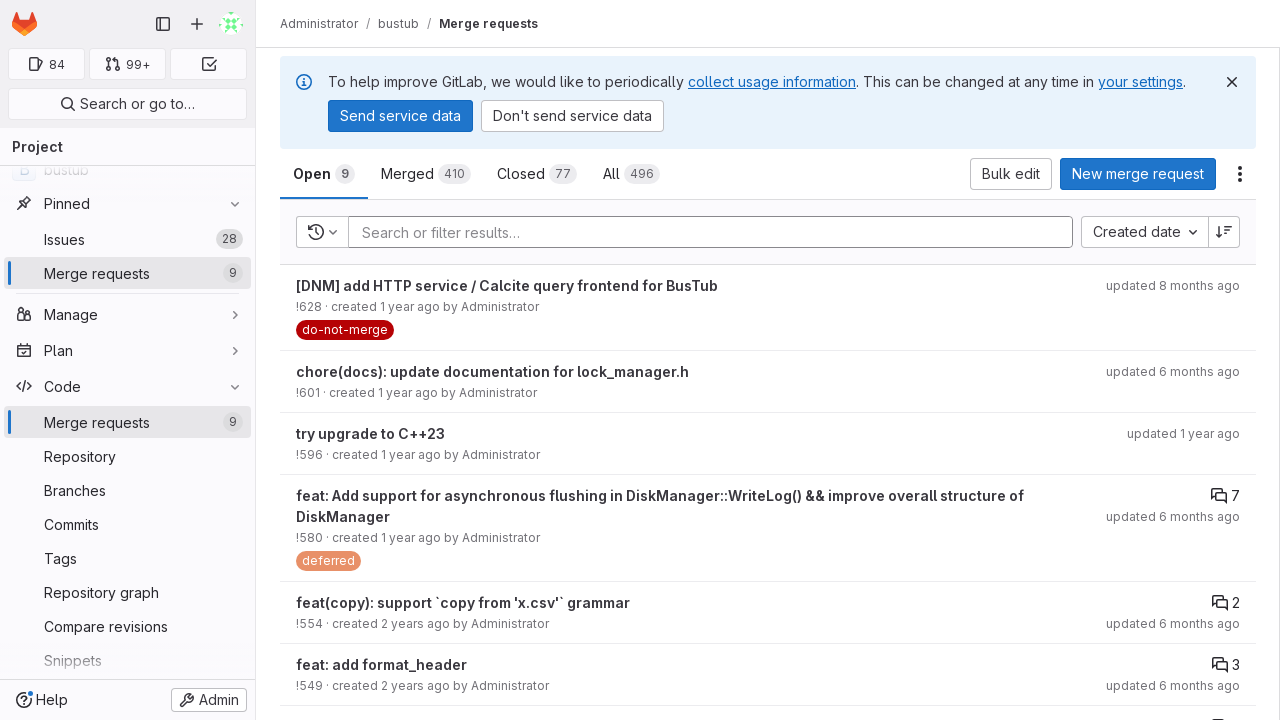 Administrator / bustub / Merge requests
84
99+
Search or go to…
Project
bustub
Pinned
Issues 28
Merge requests 9
Manage
Plan
Code
Merge requests 9
Repository
Branches
Commits
Tags
Repository graph
Compare revisions
Snippets
Help
Admin
To help improve GitLab, we would like to periodically collect usage information. This can be changed at any time in your settings.
Send service data
Don't send service data
Open 9
Merged 410
Closed 77
All 496
Bulk edit
New merge request
Search or filter results…
Created date
[DNM] add HTTP service / Calcite query frontend for BusTub
updated 8 months ago
!628 · created 1 year ago by Administrator
do-not-merge
chore(docs): update documentation for lock_manager.h
updated 6 months ago
!601 · created 1 year ago by Administrator
try upgrade to C++23
updated 1 year ago
!596 · created 1 year ago by Administrator
feat: Add support for asynchronous flushing in DiskManager::WriteLog() && improve overall structure of
DiskManager
7
updated 6 months ago
!580 · created 1 year ago by Administrator
deferred
feat(copy): support `copy from 'x.csv'` grammar
2
!554 · created 2 years ago by Administrator
updated 6 months ago
feat: add format_header
3
!549 · created 2 years ago by Administrator
updated 6 months ago